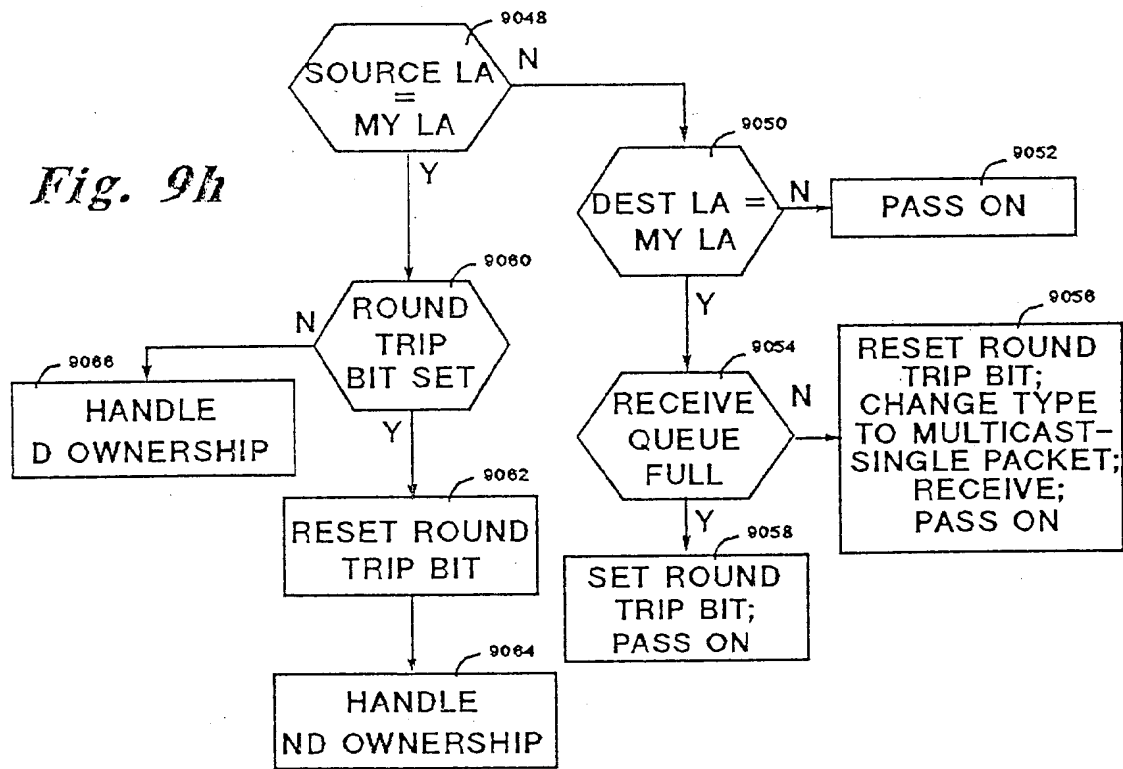 9048
SOURCE LA
=
MY LA
N
Y
Fig. 9h
9050
DEST LA =
MY LA
N
Y
9052
PASS ON
9060
ROUND
TRIP
BIT SET
N
Y
9066
HANDLE
D OWNERSHIP
9054
RECEIVE
QUEUE
FULL
N
Y
9056
RESET ROUND
TRIP BIT;
CHANGE TYPE
TO MULTICAST-
SINGLE PACKET;
RECEIVE;
PASS ON
9062
RESET ROUND
TRIP BIT
9058
SET ROUND
TRIP BIT;
PASS ON
9064
HANDLE
ND OWNERSHIP